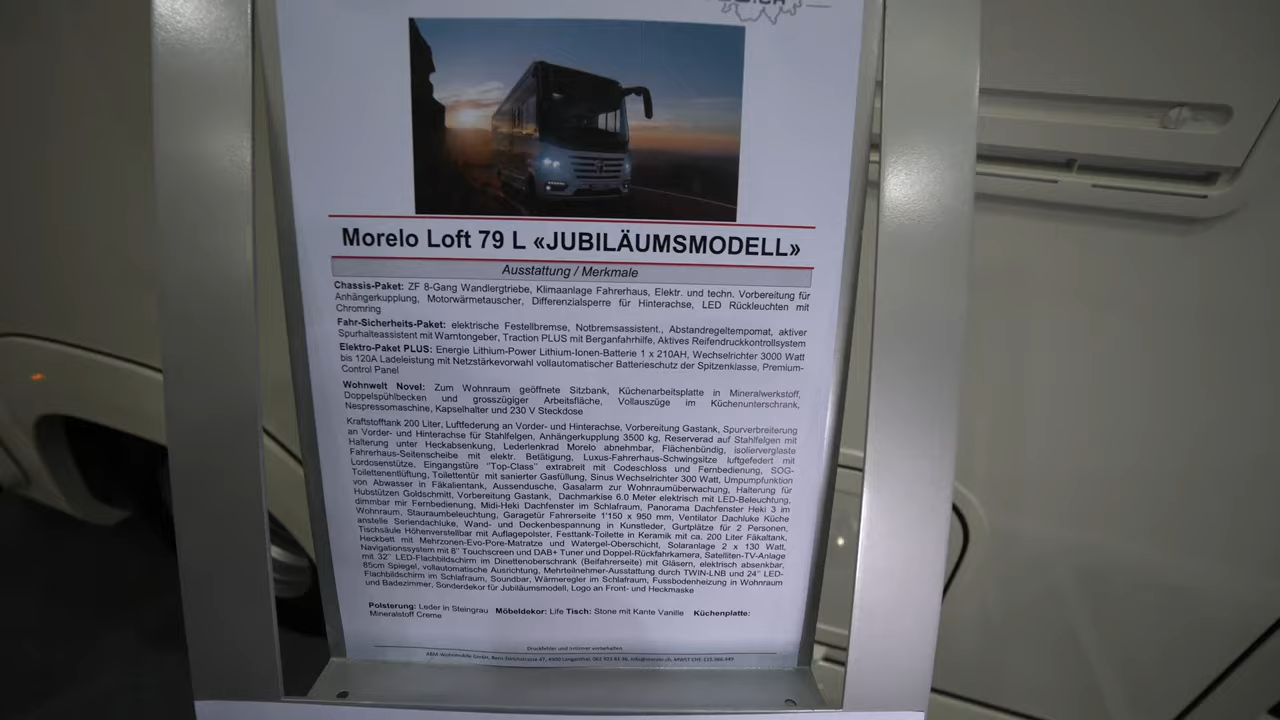 Morelo Loft 79 L «JUBILÄUMSMODELL»
Ausstattung / Merkmale
Chassis-Paket: ZF 8-Gang Wandlergtriebe, Klimaanlage Fahrerhaus, Elektr. und techn. Vorbereitung für
Anhängerkupplung, Motorwärmetauscher, Differenzialsperre für Hinterachse, LED Rückleuchten mit
Chromring
Fahr-Sicherheits-Paket: elektrische Festellbremse, Notbremsassistent., Abstandregeltempomat, aktiver
Spurhalteassistent mit Warntongeber, Traction PLUS mit Berganfahrhilfe, Aktives Reifendruckkontrollsystem
Elektro-Paket PLUS: Energie Lithium-Power Lithium-Ionen-Batterie 1 x 210AH, Wechselrichter 3000 Watt
bis 120A Ladeleistung mit Netzstärkevorwahl vollautomatischer Batterieschutz der Spitzenklasse, Premium-
Control Panel
Wohnwelt Novel: Zum Wohnraum geöffnete Sitzbank, Küchenarbeitsplatte in Mineralwerkstoff,
Doppelspühlbecken und grosszügiger Arbeitsfläche, Vollauszüge im Küchenunterschrank,
Nespressomaschine, Kapselhalter und 230 V Steckdose
Kraftstofftank 200 Liter, Luftfederung an Vorder- und Hinterachse, Vorbereitung Gastank, Spurverbreiterung
an Vorder- und Hinterachse für Stahlfelgen, Anhängerkupplung 3500 kg, Reserverad auf Stahlfelgen mit
Halterung unter Heckabsenkung, Lederlenkrad Morelo abnehmbar, Flächenbündig, isolierverglaste
Fahrerhaus-Seitenscheibe mit elektr. Betätigung, Luxus-Fahrerhaus-Schwingsitze luftgefedert mit
Lordosenstütze, Eingangstüre "Top-Class" extrabreit mit Codeschloss und Fernbedienung, SOG-
Toilettenentlüftung, Toilettentür mit sanierter Gasfüllung, Sinus Wechselrichter 300 Watt, Umpumpfunktion
von Abwasser in Fäkalientank, Aussendusche, Gasalarm zur Wohnraumüberwachung, Halterung für
Hubstützen Goldschmitt, Vorbereitung Gastank, Dachmarkise 6.0 Meter elektrisch mit LED-Beleuchtung,
dimmbar mir Fernbedienung, Midi-Heki Dachfenster im Schlafraum, Panorama Dachfenster Heki 3 im
Wohnraum, Stauraumbeleuchtung, Garagetür Fahrerseite 1'150 x 950 mm, Ventilator Dachluke Küche
anstelle Seriendachluke, Wand- und Deckenbespannung in Kunstleder, Gurtplätze für 2 Personen,
Tischsäule Höhenverstellbar mit Auflagepolster, Festtank-Toilette in Keramik mit ca. 200 Liter Fäkaltank,
Heckbett mit Mehrzonen-Evo-Pore-Matratze und Watergel-Oberschicht, Solaranlage 2 x 130 Watt,
Navigationssystem mit 8" Touchscreen und DAB+ Tuner und Doppel-Rückfahrkamera, Satelliten-TV-Anlage
mit 32" LED-Flachbildschirm im Dinettenoberschrank (Beifahrerseite) mit Gläsern, elektrisch absenkbar,
85cm Spiegel, vollautomatische Ausrichtung, Mehrteilnehmer-Ausstattung durch TWIN-LNB und 24" LED-
Flachbildschirm im Schlafraum, Soundbar, Wärmeregler im Schlafraum, Fussbodenheizung in Wohnraum
und Badezimmer, Sonderdekor für Jubiläumsmodell, Logo an Front- und Heckmaske
Polsterung: Leder in Steingrau Möbeldekor: Life Tisch: Stone mit Kante Vanille Küchenplatte:
Mineralstoff Creme
Druckfehler und Irrtümer vorbehalten